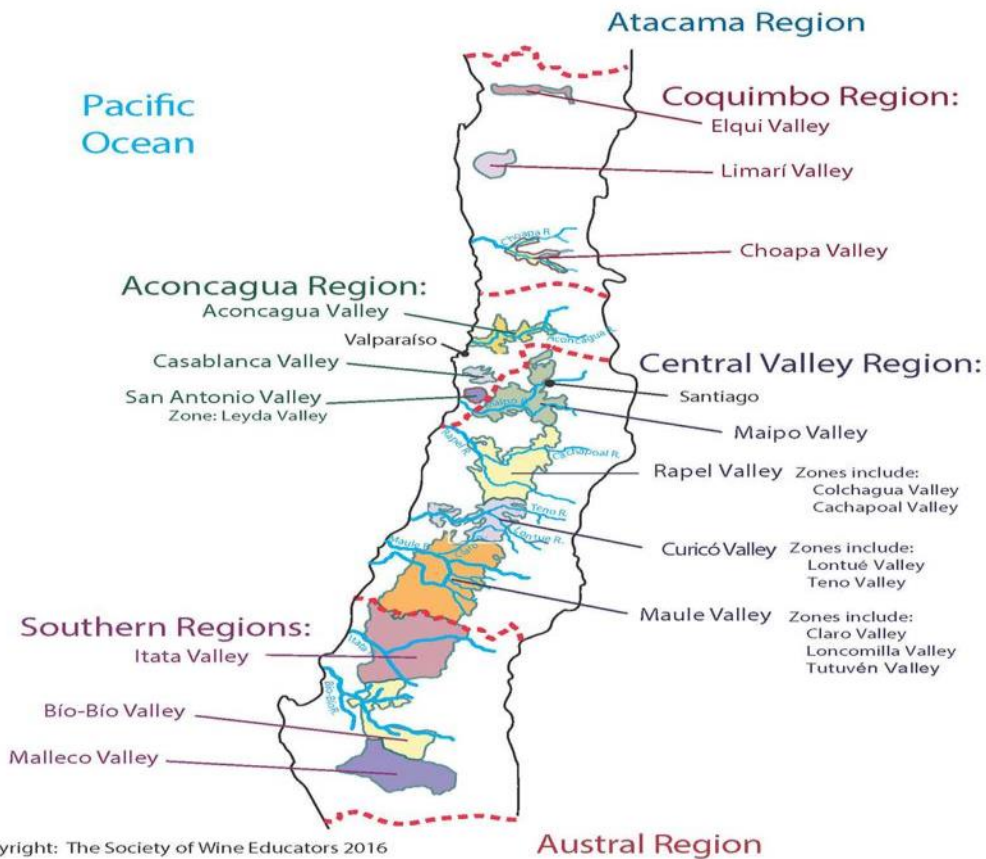 Atacama Region
Pacific
Ocean
Coquimbo Region:
Elqui Valley
Limarí Valley
Choapa R.
Choapa Valley
Aconcagua Region:
Aconcagua Valley
Aconcagua R.
Valparaíso
Casablanca Valley
Central Valley Region:
San Antonio Valley
Zone: Leyda Valley
Santiago
Maipo Valley
Rapel R.
Cachapoal R.
Rapel Valley Zones include:
Colchagua Valley
Cachapoal Valley
Teno R.
Lontue R.
Curicó Valley Zones include:
Lontué Valley
Teno Valley
Maule R.
Claro
Maule Valley Zones include:
Claro Valley
Loncomilla Valley
Tutuvén Valley
Southern Regions:
Itata Valley
Itata
Bío-Bío R.
Bío-Bío Valley
Malleco Valley
yright: The Society of Wine Educators 2016
Austral Region